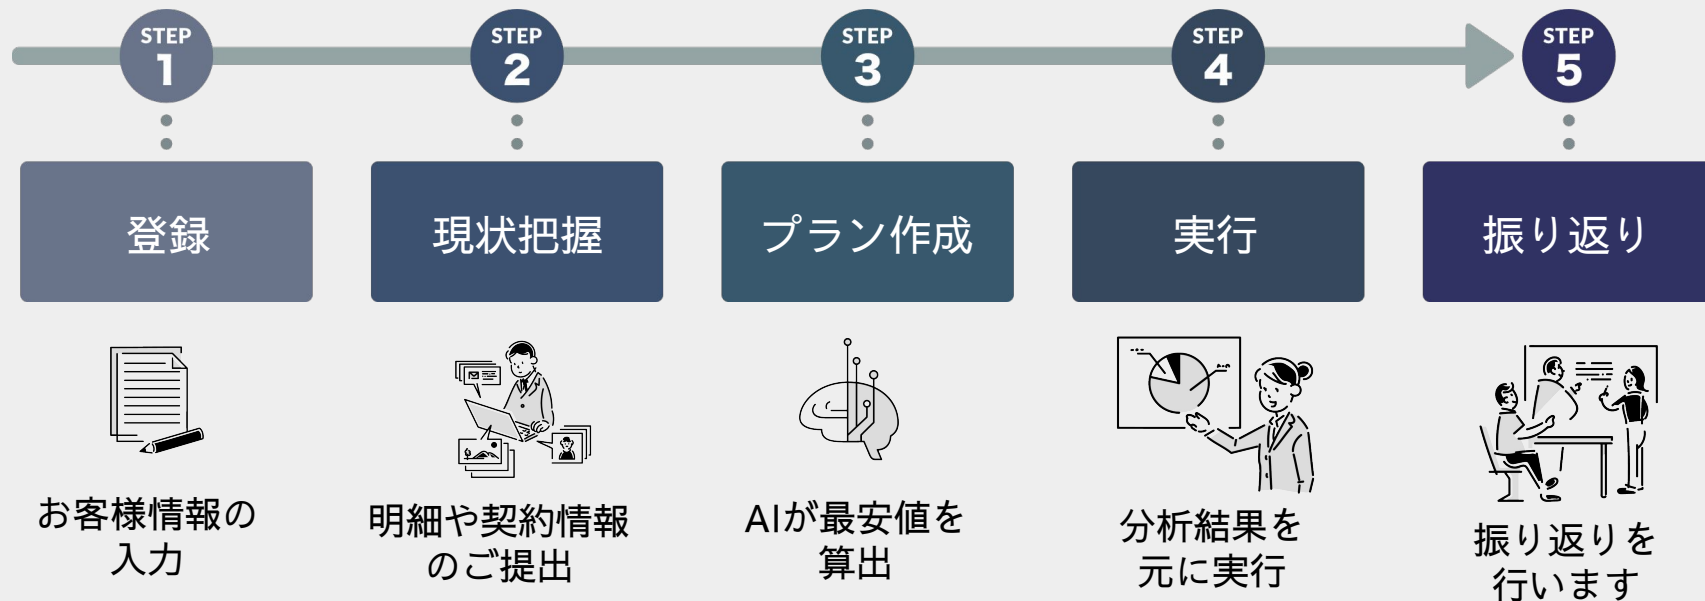 STEP
1
STEP
2
STEP
3
STEP
4
STEP
5
登録
現状把握
プラン作成
実行
振り返り
お客様情報の
入力
明細や契約情報
のご提出
AIが最安値を
算出
分析結果を
元に実行
振り返りを
行います